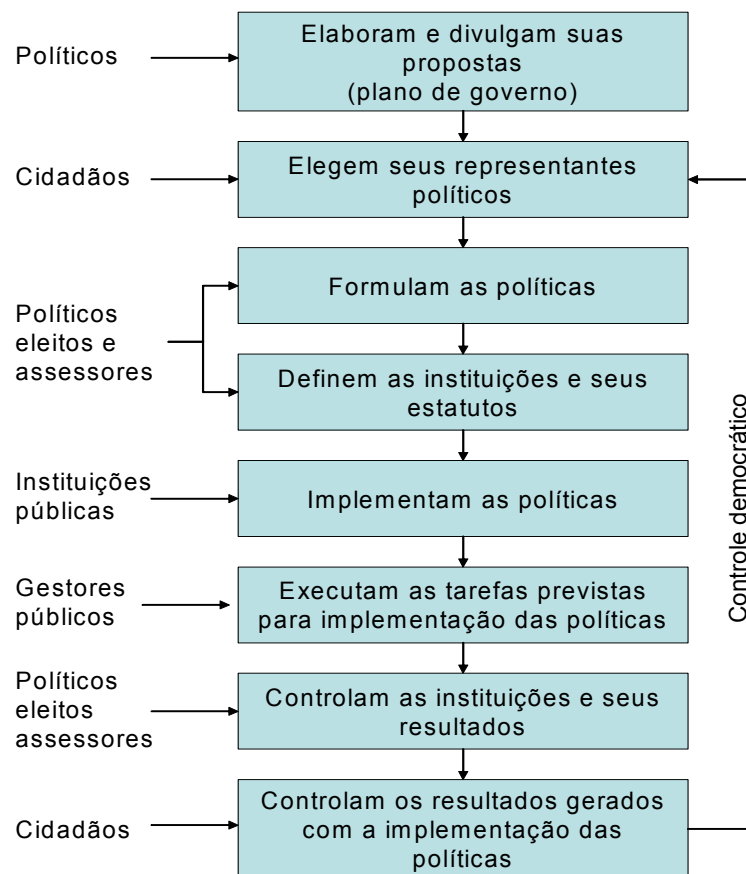 Políticos
Elaboram e divulgam suas
propostas
(plano de governo)
Cidadãos
Elegem seus representantes
políticos
Políticos
eleitos e
assessores
Formulam as políticas
Definem as instituições e seus
estatutos
Instituições
públicas
Implementam as políticas
Gestores
públicos
Executam as tarefas previstas
para implementação das políticas
Políticos
eleitos
assessores
Controlam as instituições e seus
resultados
Cidadãos
Controlam os resultados gerados
com a implementação das
políticas
Controle democrático